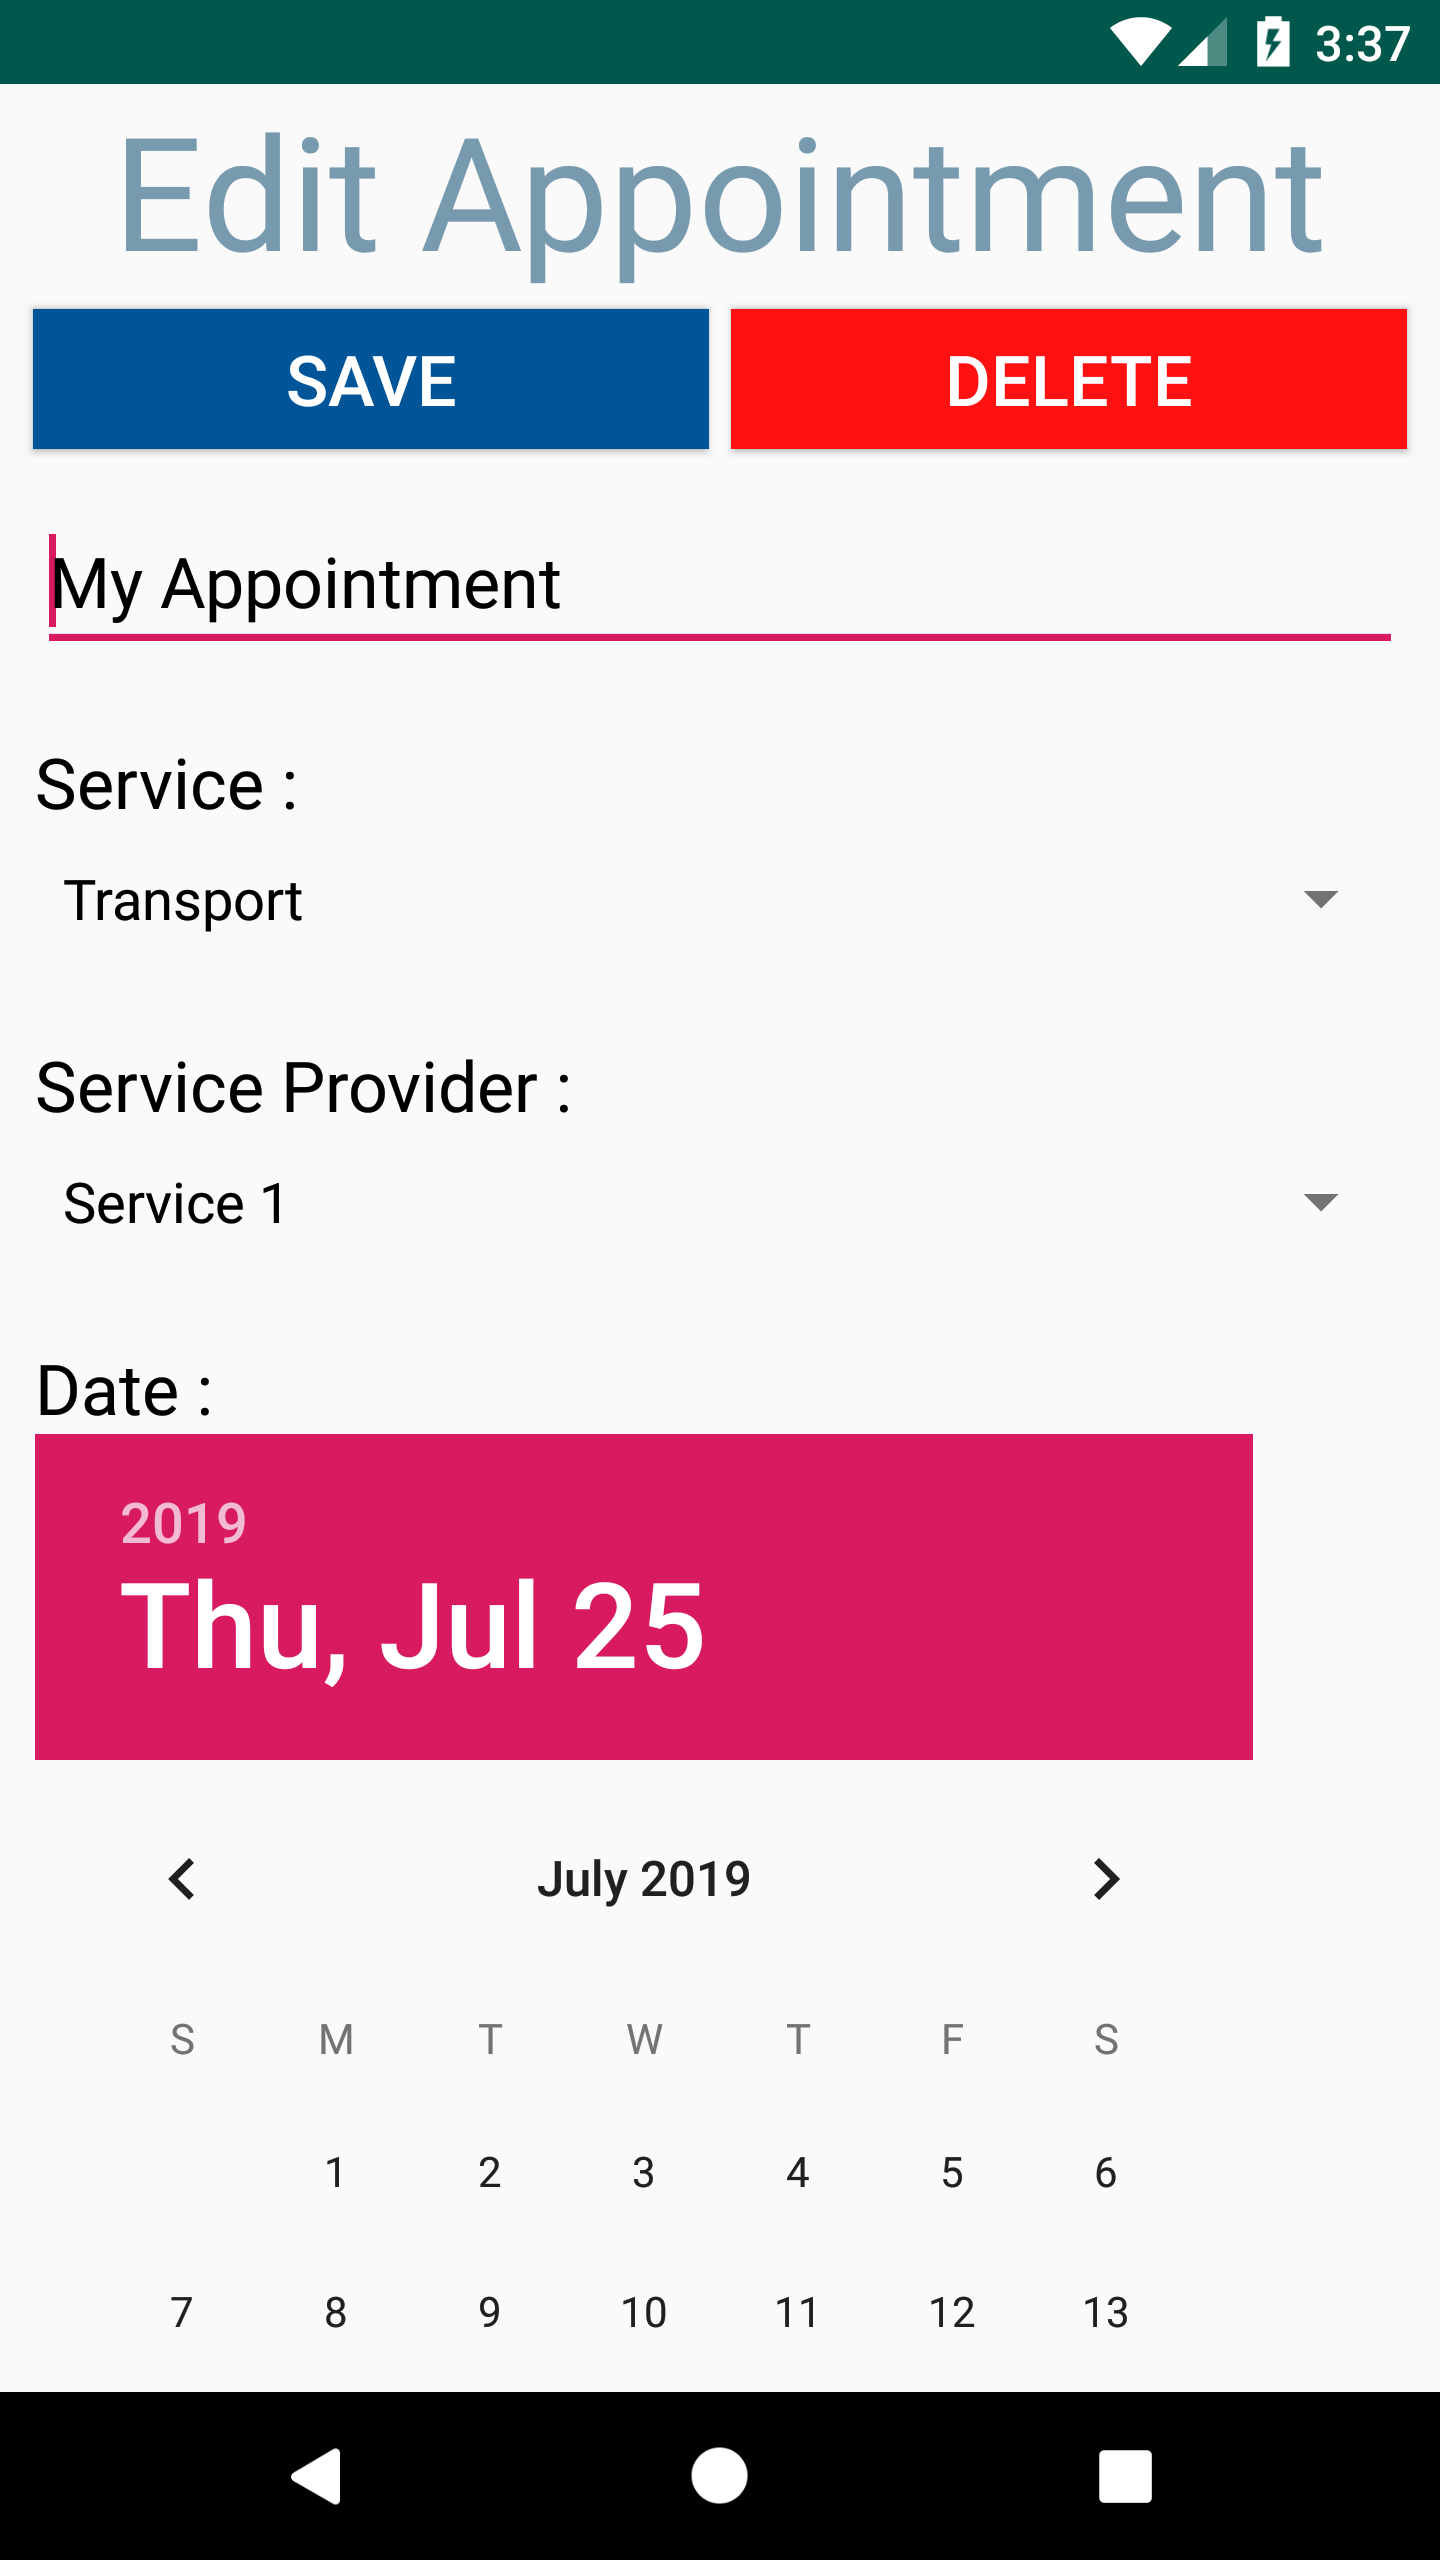 3:37
Edit Appointment
SAVE DELETE
My Appointment
Service :
Transport
Service Provider :
Service 1
Date :
2019
Thu, Jul 25
July 2019
S M T W T F S
1 2 3 4 5 6
7 8 9 10 11 12 13